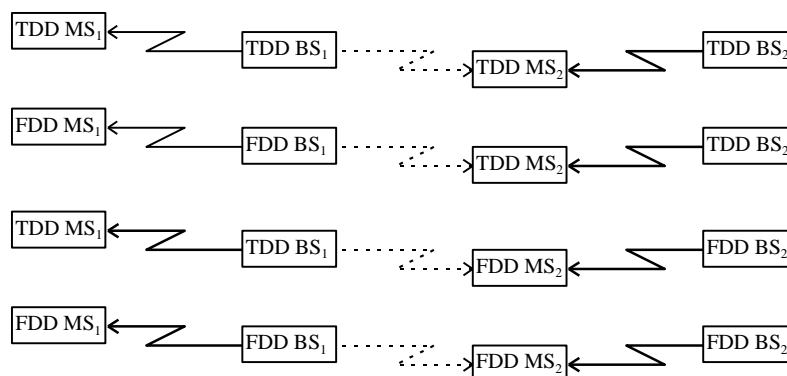 TDD MS₁ TDD BS₁ TDD MS₂ TDD BS₂
FDD MS₁ FDD BS₁ TDD MS₂ TDD BS₂
TDD MS₁ TDD BS₁ FDD MS₂ FDD BS₂
FDD MS₁ FDD BS₁ FDD MS₂ FDD BS₂